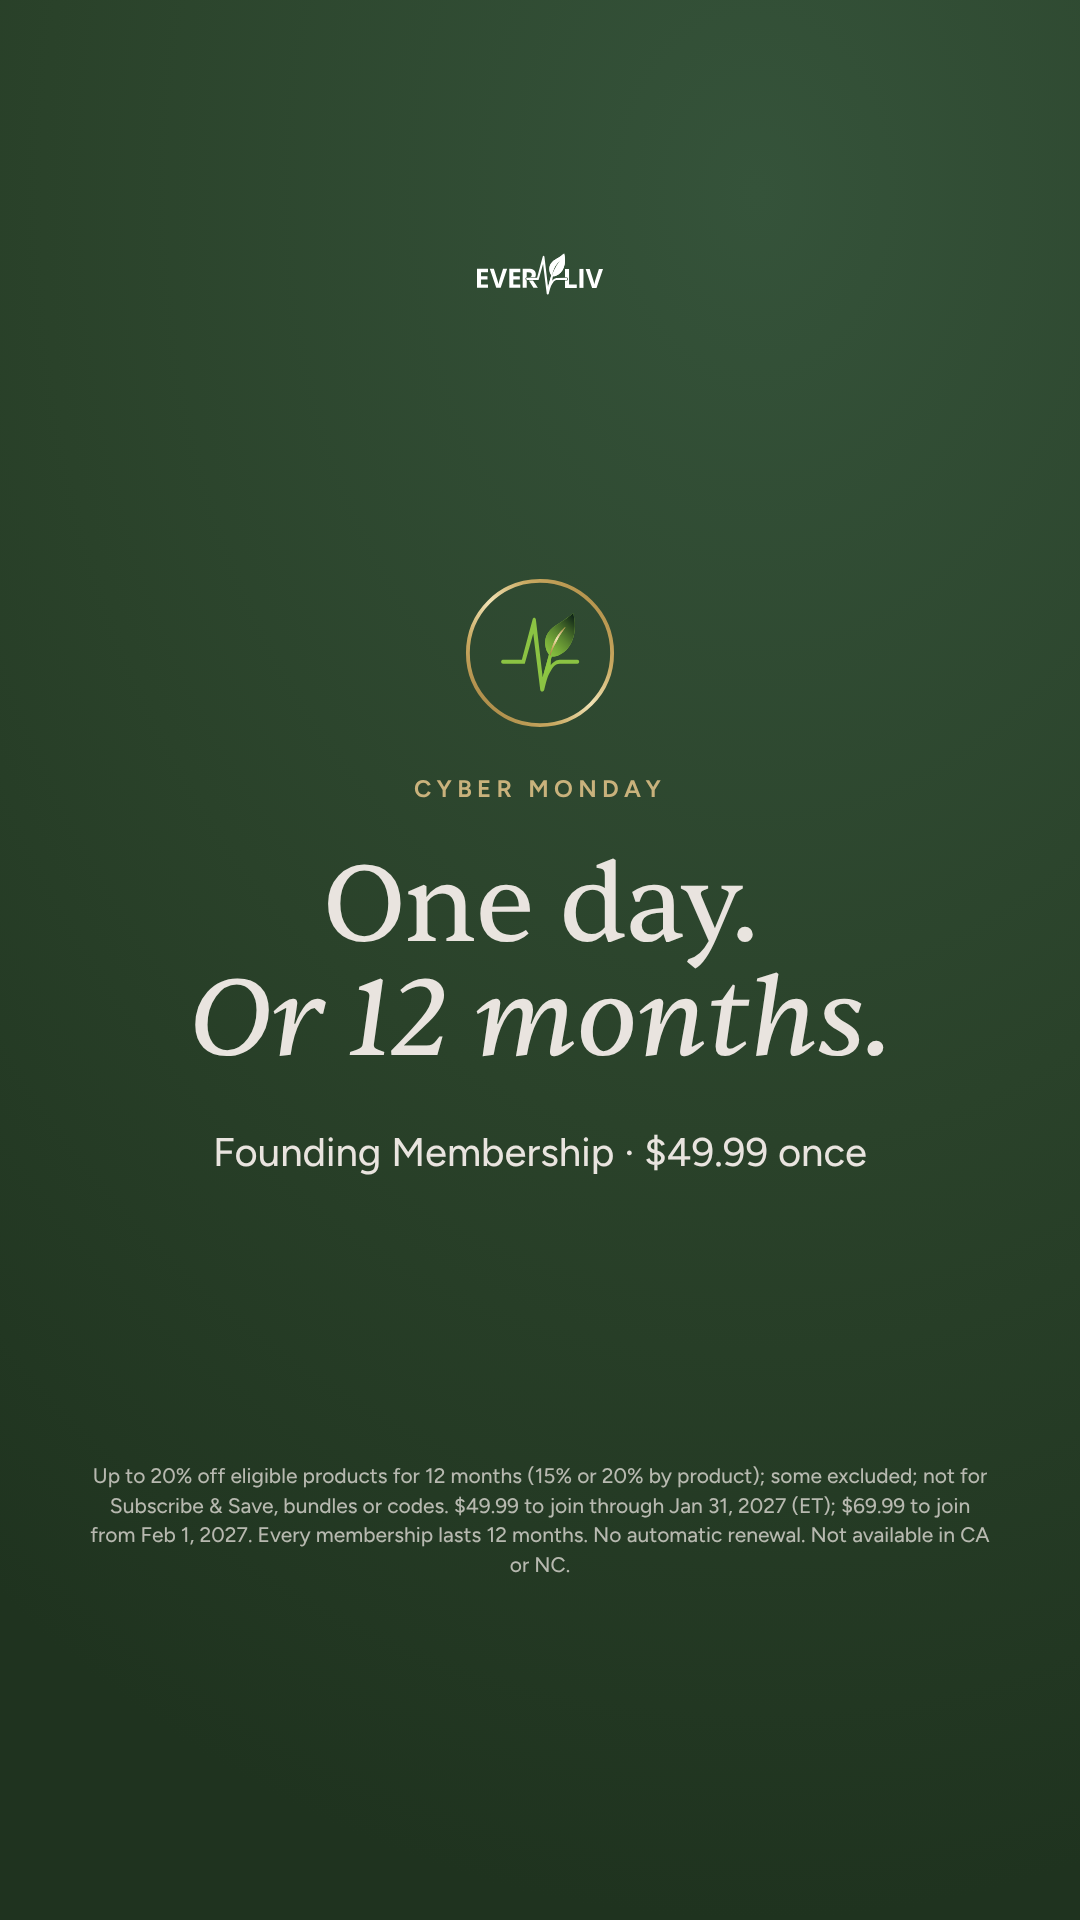 EVER LIV
CYBER MONDAY
One day.
Or 12 months.
Founding Membership · $49.99 once
Up to 20% off eligible products for 12 months (15% or 20% by product); some excluded; not for
Subscribe & Save, bundles or codes. $49.99 to join through Jan 31, 2027 (ET); $69.99 to join
from Feb 1, 2027. Every membership lasts 12 months. No automatic renewal. Not available in CA
or NC.